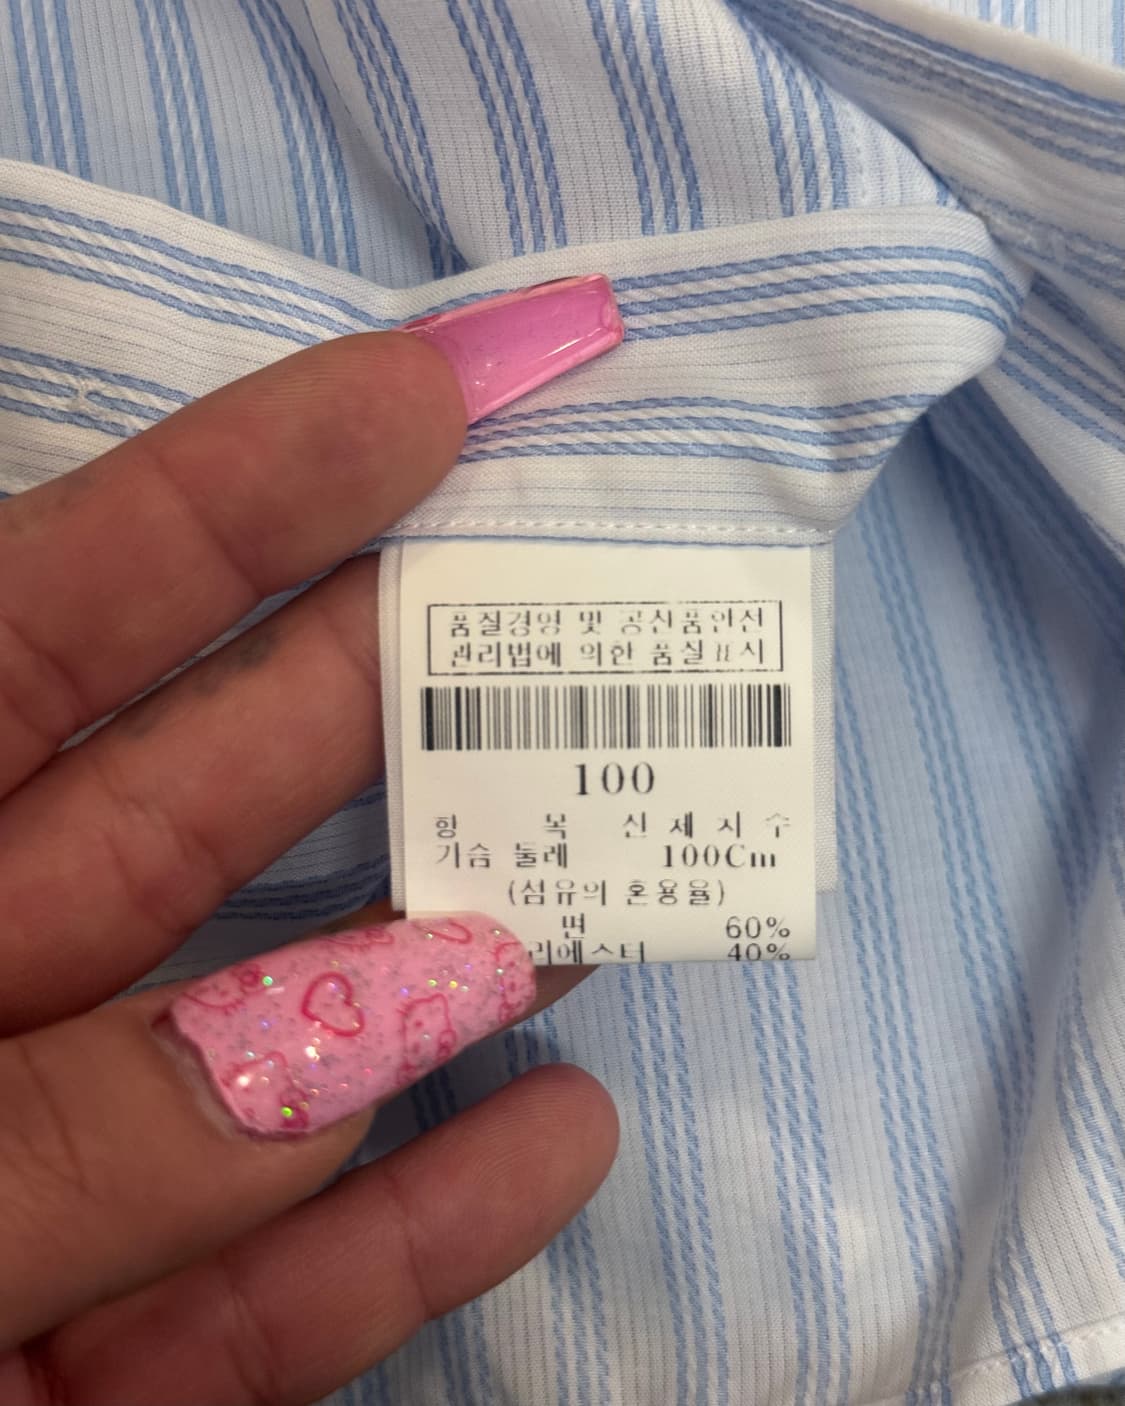 품질경영 및 공산품안전
관리법에 의한 품질표시
100
항 목 신체지수
가슴 둘레 100Cm
(섬유의 혼용율)
면 60%
리에스터 40%